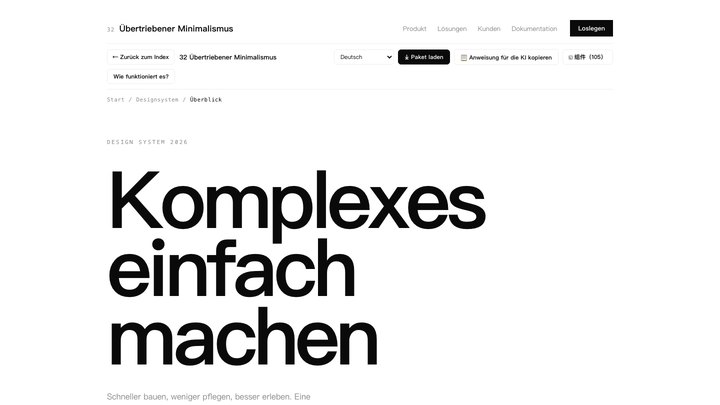 32 Übertriebener Minimalismus
Produkt Lösungen Kunden Dokumentation Loslegen
← Zurück zum Index 32 Übertriebener Minimalismus Deutsch Paket laden Anweisung für die KI kopieren 组件 (105)
Wie funktioniert es?
Start / Designsystem / Überblick
DESIGN SYSTEM 2026
Komplexes
einfach
machen
Schneller bauen, weniger pflegen, besser erleben. Eine